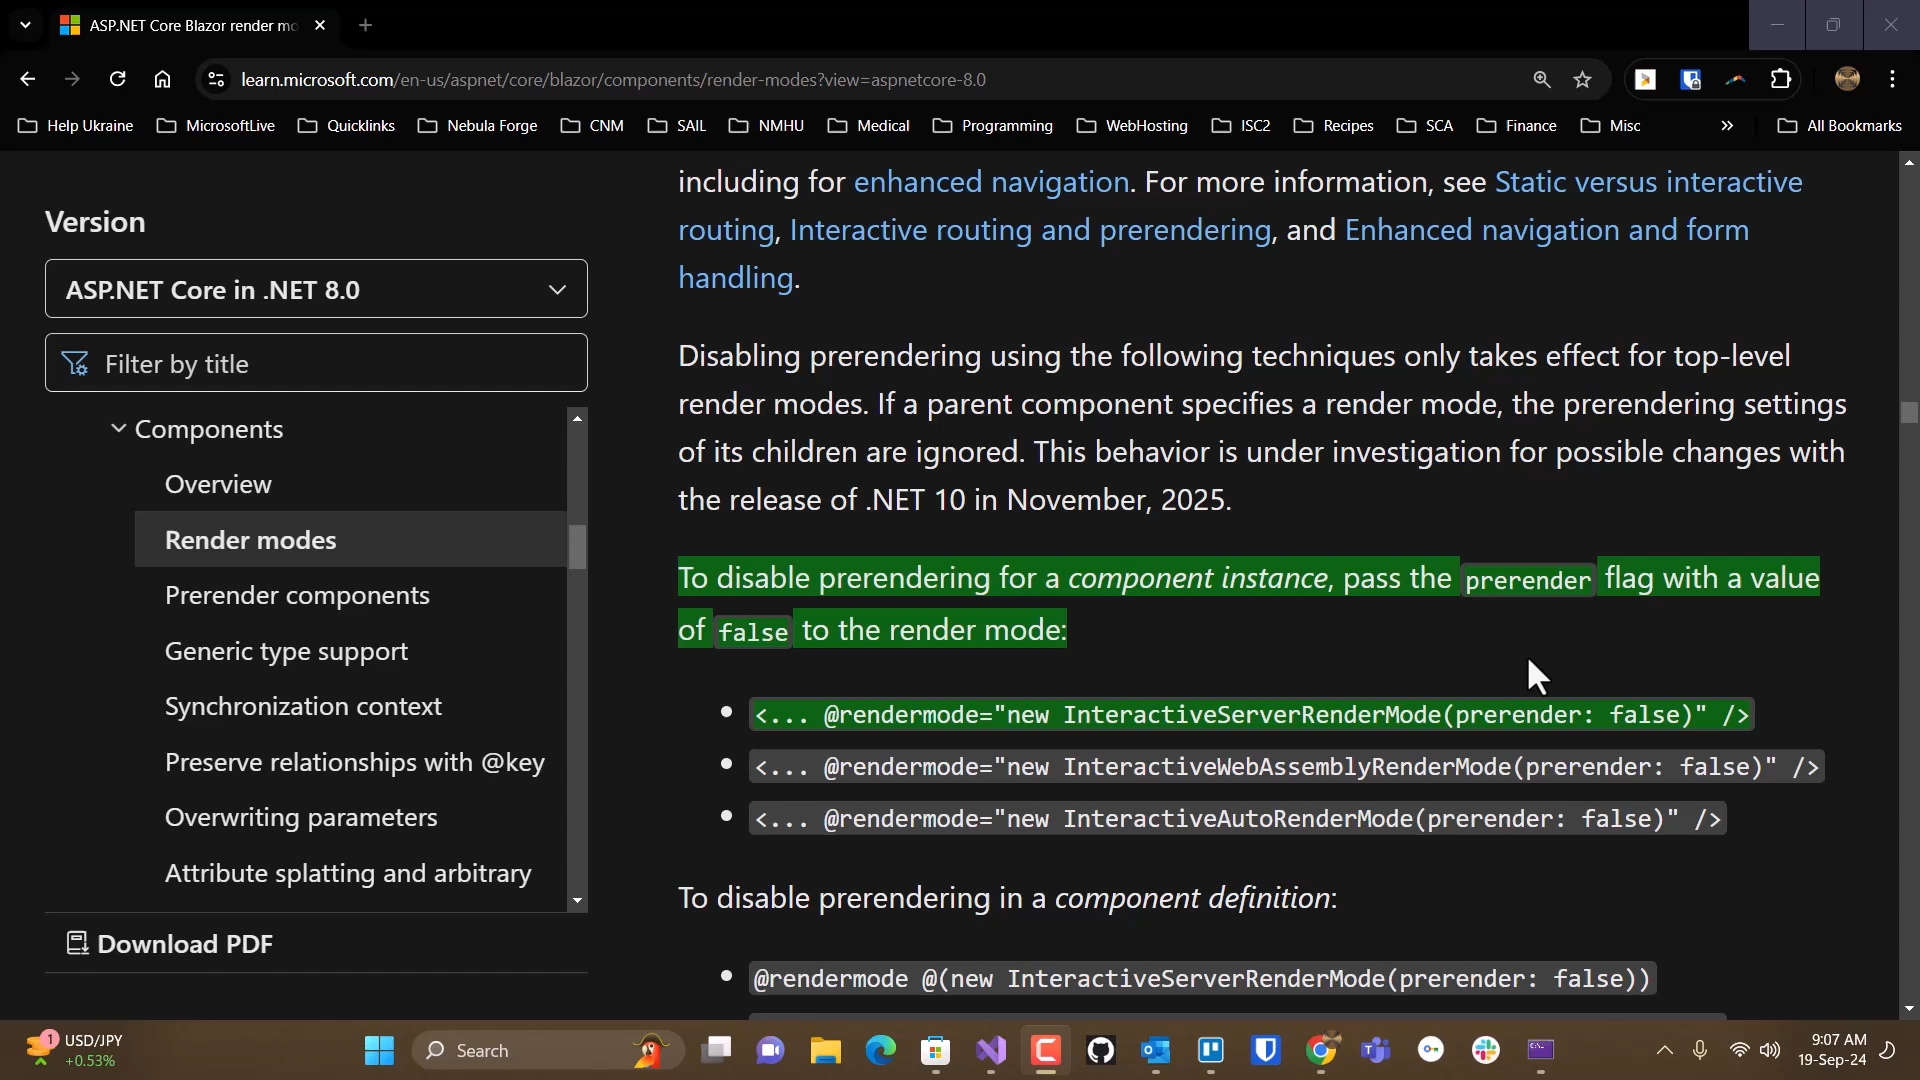 ASP.NET Core Blazor render mo
learn.microsoft.com/en-us/aspnet/core/blazor/components/render-modes?view=aspnetcore-8.0
Help Ukraine
MicrosoftLive
Quicklinks
Nebula Forge
CNM
SAIL
NMHU
Medical
Programming
WebHosting
ISC2
Recipes
SCA
Finance
Misc
All Bookmarks
Version
ASP.NET Core in .NET 8.0
Filter by title
Components
Overview
Render modes
Prerender components
Generic type support
Synchronization context
Preserve relationships with @key
Overwriting parameters
Attribute splatting and arbitrary
Download PDF
including for enhanced navigation. For more information, see Static versus interactive
routing, Interactive routing and prerendering, and Enhanced navigation and form
handling.
Disabling prerendering using the following techniques only takes effect for top-level
render modes. If a parent component specifies a render mode, the prerendering settings
of its children are ignored. This behavior is under investigation for possible changes with
the release of .NET 10 in November, 2025.
To disable prerendering for a component instance, pass the prerender flag with a value
of false to the render mode:
• <... @rendermode="new InteractiveServerRenderMode(prerender: false)" />
• <... @rendermode="new InteractiveWebAssemblyRenderMode(prerender: false)" />
• <... @rendermode="new InteractiveAutoRenderMode(prerender: false)" />
To disable prerendering in a component definition:
• @rendermode @(new InteractiveServerRenderMode(prerender: false))
1
USD/JPY
+0.53%
Search
9:07 AM
19-Sep-24